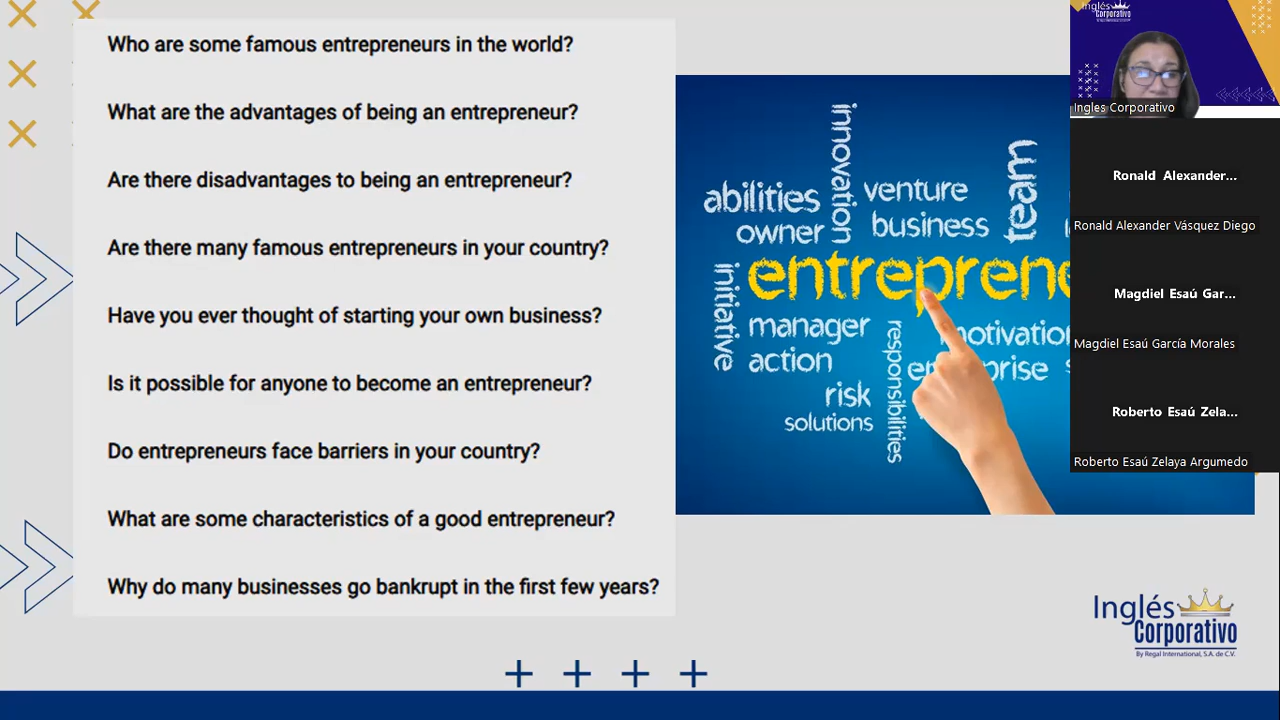 Who are some famous entrepreneurs in the world?
What are the advantages of being an entrepreneur?
Are there disadvantages to being an entrepreneur?
Are there many famous entrepreneurs in your country?
Have you ever thought of starting your own business?
Is it possible for anyone to become an entrepreneur?
Do entrepreneurs face barriers in your country?
What are some characteristics of a good entrepreneur?
Why do many businesses go bankrupt in the first few years?
innovation
team
abilities
venture
owner
business
initiative
entreprene
manager
motivation
action
responsibilities
risk
solutions
Inglés
Corporativo
Ingles Corporativo
Ronald Alexander...
Ronald Alexander Vásquez Diego
Magdiel Esaú Gar...
Magdiel Esaú García Morales
Roberto Esaú Zela...
Roberto Esaú Zelaya Argumedo
Inglés
Corporativo
By Regal International, S.A. de C.V.